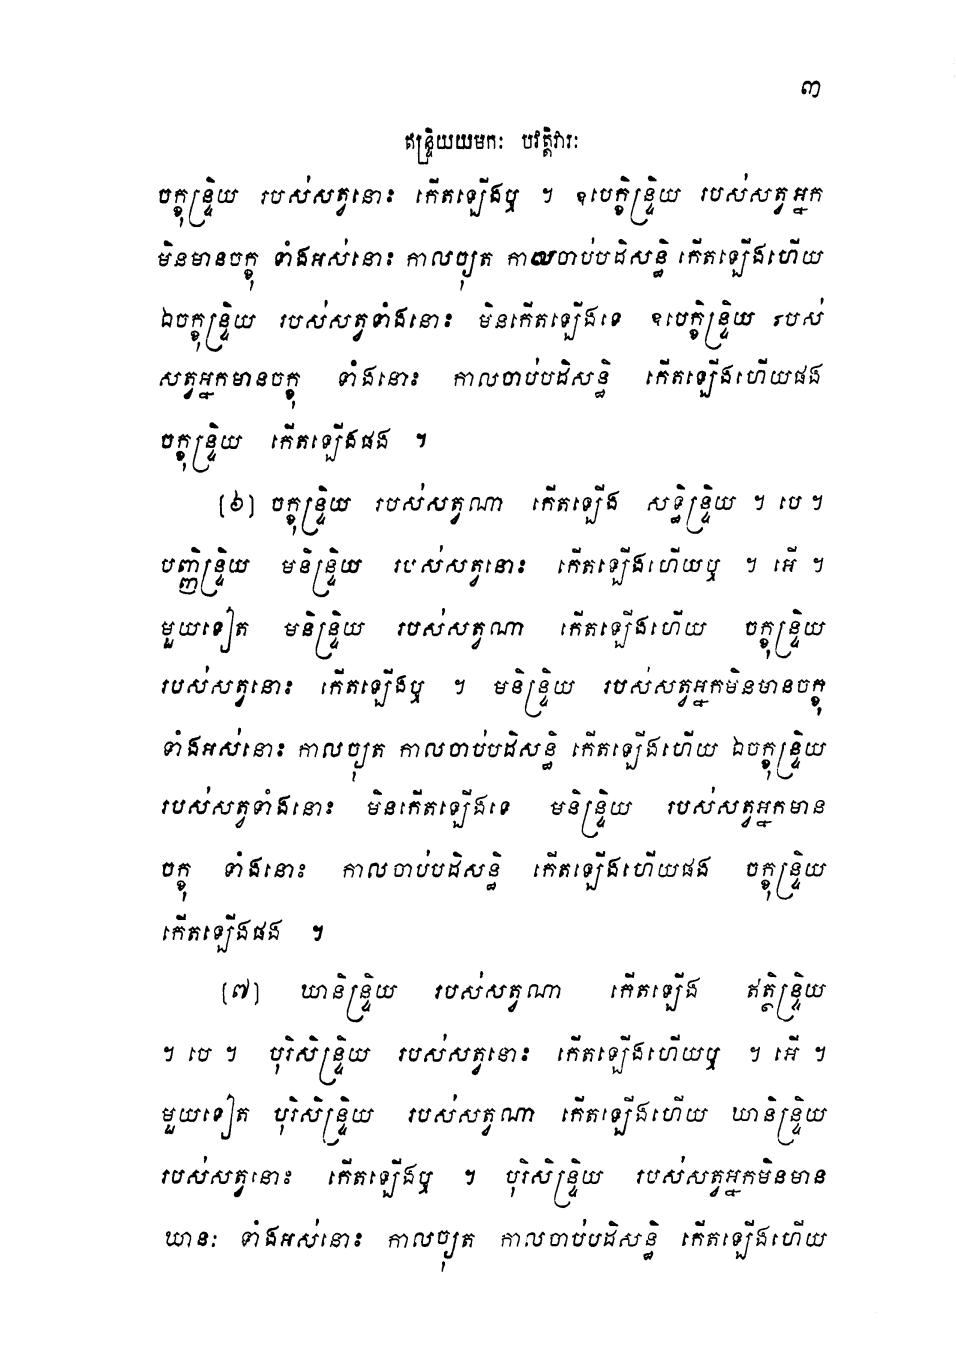 ៣
ឥន្ទ្រិយយមកៈ បវត្តិវារៈ
ចក្ខុន្ទ្រិយ របស់សត្វនោះ កើតឡើងឬ ។ ឧបេក្ខិន្ទ្រិយ របស់សត្វអ្នក
មិនមានចក្ខុ ទាំងអស់នោះ កាលច្យុត កាលចាប់បដិសន្ធិ កើតឡើងហើយ
ឯចក្ខុន្ទ្រិយ របស់សត្វទាំងនោះ មិនកើតឡើងទេ ឧបេក្ខិន្ទ្រិយ របស់
សត្វអ្នកមានចក្ខុ ទាំងនោះ កាលចាប់បដិសន្ធិ កើតឡើងហើយផង
ចក្ខុន្ទ្រិយ កើតឡើងផង ។
(៦) ចក្ខុន្ទ្រិយ របស់សត្វណា កើតឡើង សទ្ធិន្ទ្រិយ ។ បេ ។
បញ្ញិន្ទ្រិយ មនិន្ទ្រិយ របស់សត្វនោះ កើតឡើងហើយឬ ។ អើ ។
មួយទៀត មនិន្ទ្រិយ របស់សត្វណា កើតឡើងហើយ ចក្ខុន្ទ្រិយ
របស់សត្វនោះ កើតឡើងឬ ។ មនិន្ទ្រិយ របស់សត្វអ្នកមិនមានចក្ខុ
ទាំងអស់នោះ កាលច្យុត កាលចាប់បដិសន្ធិ កើតឡើងហើយ ឯចក្ខុន្ទ្រិយ
របស់សត្វទាំងនោះ មិនកើតឡើងទេ មនិន្ទ្រិយ របស់សត្វអ្នកមាន
ចក្ខុ ទាំងនោះ កាលចាប់បដិសន្ធិ កើតឡើងហើយផង ចក្ខុន្ទ្រិយ
កើតឡើងផង ។
(៧) ឃានិន្ទ្រិយ របស់សត្វណា កើតឡើង ឥត្ថិន្ទ្រិយ
។ បេ ។ បុរិសិន្ទ្រិយ របស់សត្វនោះ កើតឡើងហើយឬ ។ អើ ។
មួយទៀត បុរិសិន្ទ្រិយ របស់សត្វណា កើតឡើងហើយ ឃានិន្ទ្រិយ
របស់សត្វនោះ កើតឡើងឬ ។ បុរិសិន្ទ្រិយ របស់សត្វអ្នកមិនមាន
ឃានៈ ទាំងអស់នោះ កាលច្យុត កាលចាប់បដិសន្ធិ កើតឡើងហើយ